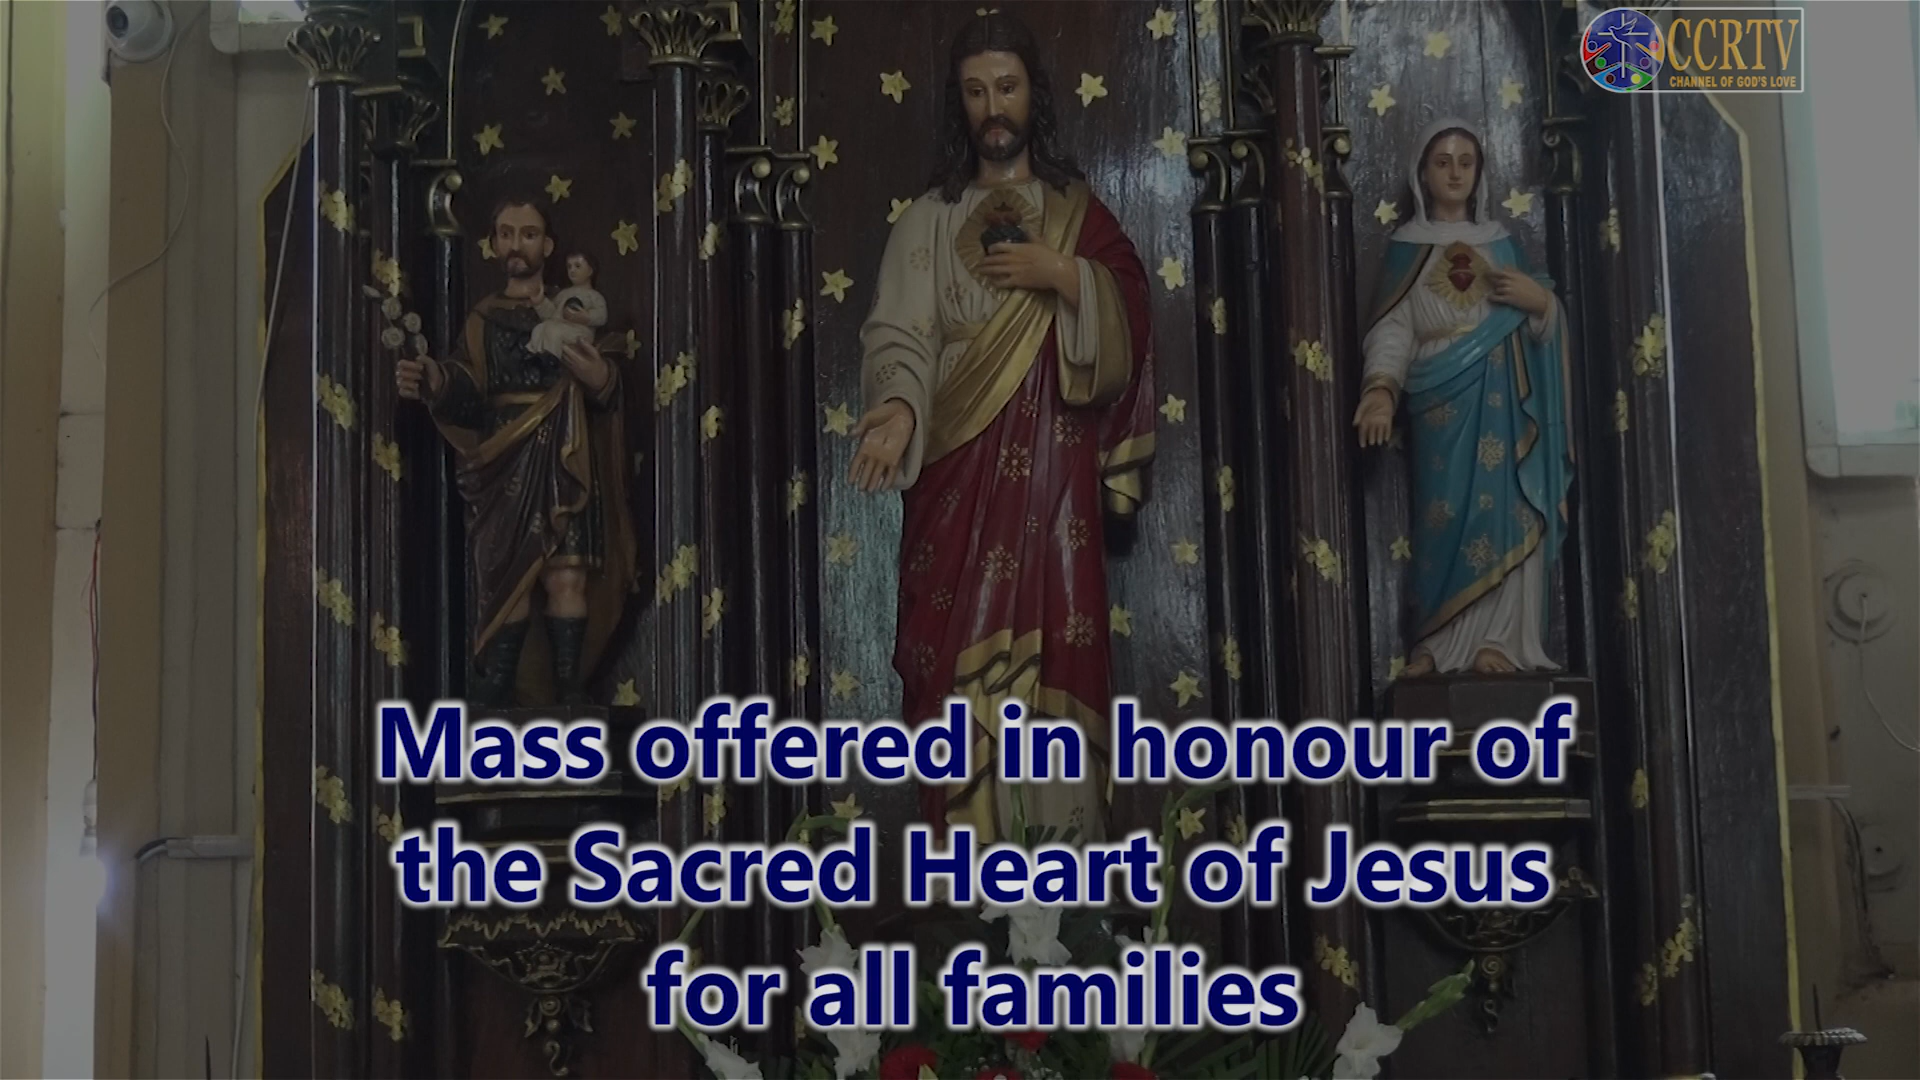 CCRTV
CHANNEL OF GOD'S LOVE
Mass offered in honour of
the Sacred Heart of Jesus
for all families